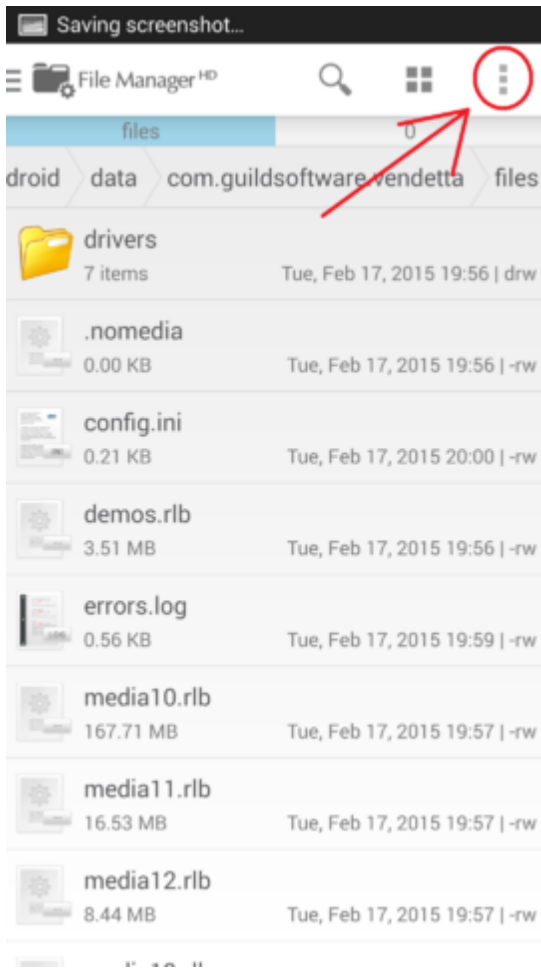 Saving screenshot...
File Manager HD
files 0
droid data com.guildsoftware.vendetta files
drivers
7 items Tue, Feb 17, 2015 19:56 | drw
.nomedia
0.00 KB Tue, Feb 17, 2015 19:56 | -rw
config.ini
0.21 KB Tue, Feb 17, 2015 20:00 | -rw
demos.rlb
3.51 MB Tue, Feb 17, 2015 19:56 | -rw
errors.log
0.56 KB Tue, Feb 17, 2015 19:59 | -rw
media10.rlb
167.71 MB Tue, Feb 17, 2015 19:57 | -rw
media11.rlb
16.53 MB Tue, Feb 17, 2015 19:57 | -rw
media12.rlb
8.44 MB Tue, Feb 17, 2015 19:57 | -rw